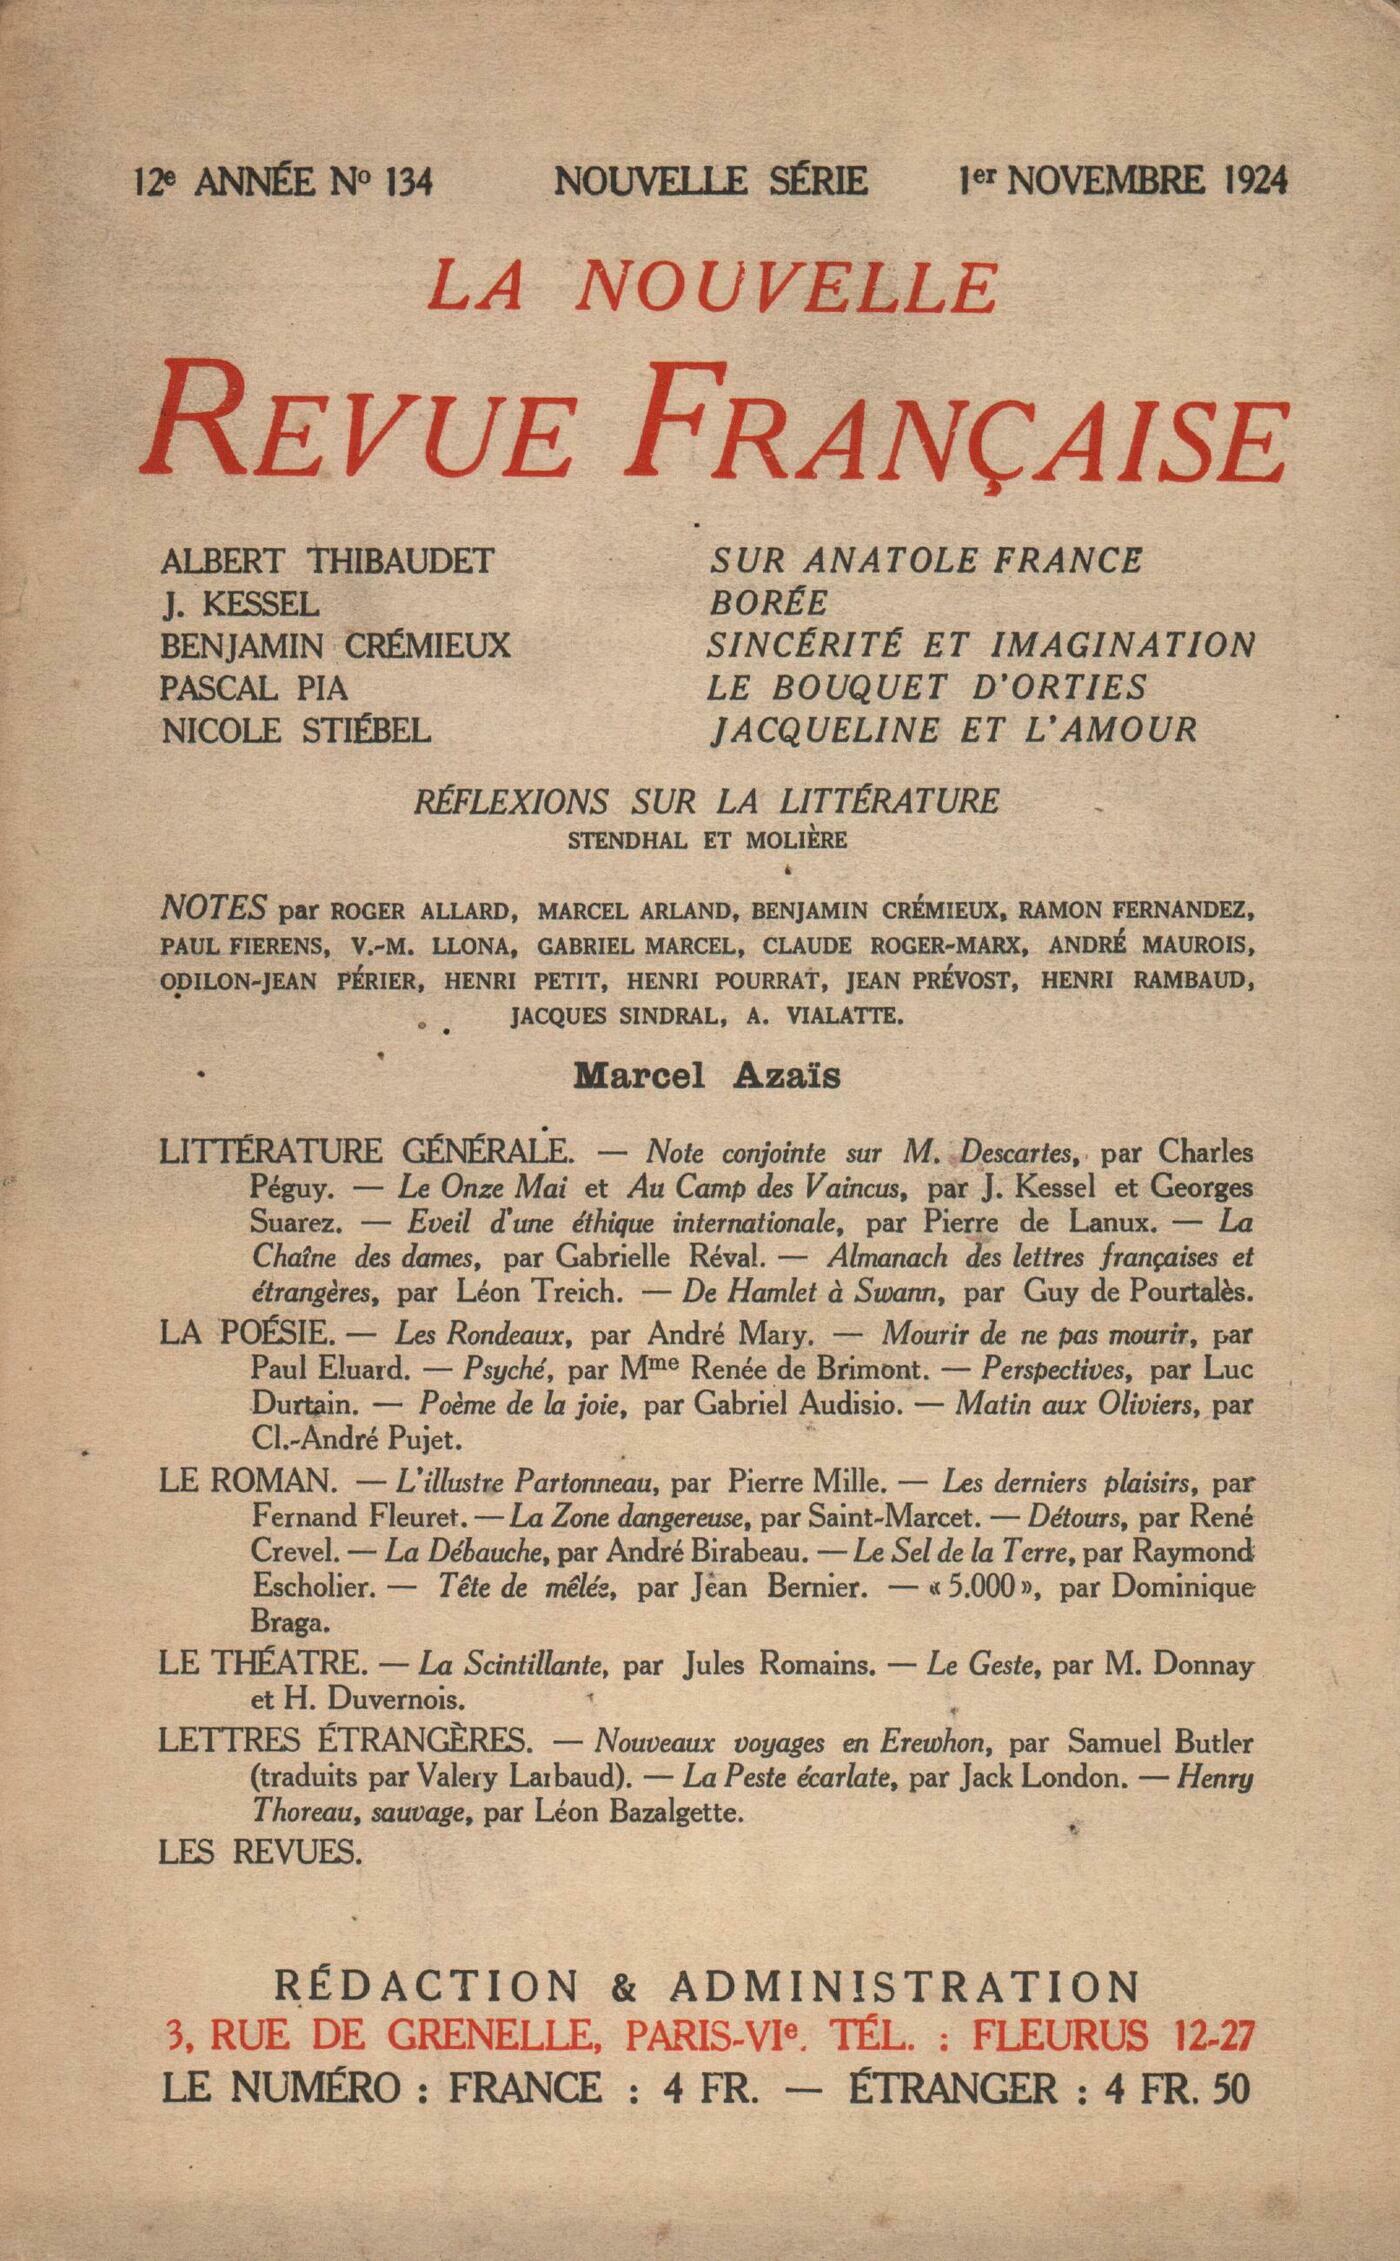 12e ANNÉE No 134 NOUVELLE SÉRIE 1er NOVEMBRE 1924
LA NOUVELLE
REVUE FRANÇAISE
ALBERT THIBAUDET SUR ANATOLE FRANCE
J. KESSEL BORÉE
BENJAMIN CRÉMIEUX SINCÉRITÉ ET IMAGINATION
PASCAL PIA LE BOUQUET D'ORTIES
NICOLE STIÉBEL JACQUELINE ET L'AMOUR
RÉFLEXIONS SUR LA LITTÉRATURE
STENDHAL ET MOLIÈRE
NOTES par ROGER ALLARD, MARCEL ARLAND, BENJAMIN CRÉMIEUX, RAMON FERNANDEZ,
PAUL FIERENS, V.-M. LLONA, GABRIEL MARCEL, CLAUDE ROGER-MARX, ANDRÉ MAUROIS,
ODILON-JEAN PÉRIER, HENRI PETIT, HENRI POURRAT, JEAN PRÉVOST, HENRI RAMBAUD,
JACQUES SINDRAL, A. VIALATTE.
Marcel Azaïs
LITTÉRATURE GÉNÉRALE. — Note conjointe sur M. Descartes, par Charles
Péguy. — Le Onze Mai et Au Camp des Vaincus, par J. Kessel et Georges
Suarez. — Eveil d'une éthique internationale, par Pierre de Lanux. — La
Chaîne des dames, par Gabrielle Réval. — Almanach des lettres françaises et
étrangères, par Léon Treich. — De Hamlet à Swann, par Guy de Pourtalès.
LA POÉSIE. — Les Rondeaux, par André Mary. — Mourir de ne pas mourir, par
Paul Eluard. — Psyché, par Mme Renée de Brimont. — Perspectives, par Luc
Durtain. — Poème de la joie, par Gabriel Audisio. — Matin aux Oliviers, par
Cl.-André Pujet.
LE ROMAN. — L'illustre Partonneau, par Pierre Mille. — Les derniers plaisirs, par
Fernand Fleuret. — La Zone dangereuse, par Saint-Marcet. — Détours, par René
Crevel. — La Débauche, par André Birabeau. — Le Sel de la Terre, par Raymond
Escholier. — Tête de mêlée, par Jean Bernier. — « 5.000 », par Dominique
Braga.
LE THÉATRE. — La Scintillante, par Jules Romains. — Le Geste, par M. Donnay
et H. Duvernois.
LETTRES ÉTRANGÈRES. — Nouveaux voyages en Erewhon, par Samuel Butler
(traduits par Valery Larbaud). — La Peste écarlate, par Jack London. — Henry
Thoreau, sauvage, par Léon Bazalgette.
LES REVUES.
RÉDACTION & ADMINISTRATION
3, RUE DE GRENELLE, PARIS-VIe. TÉL. : FLEURUS 12-27
LE NUMÉRO : FRANCE : 4 FR. — ÉTRANGER : 4 FR. 50